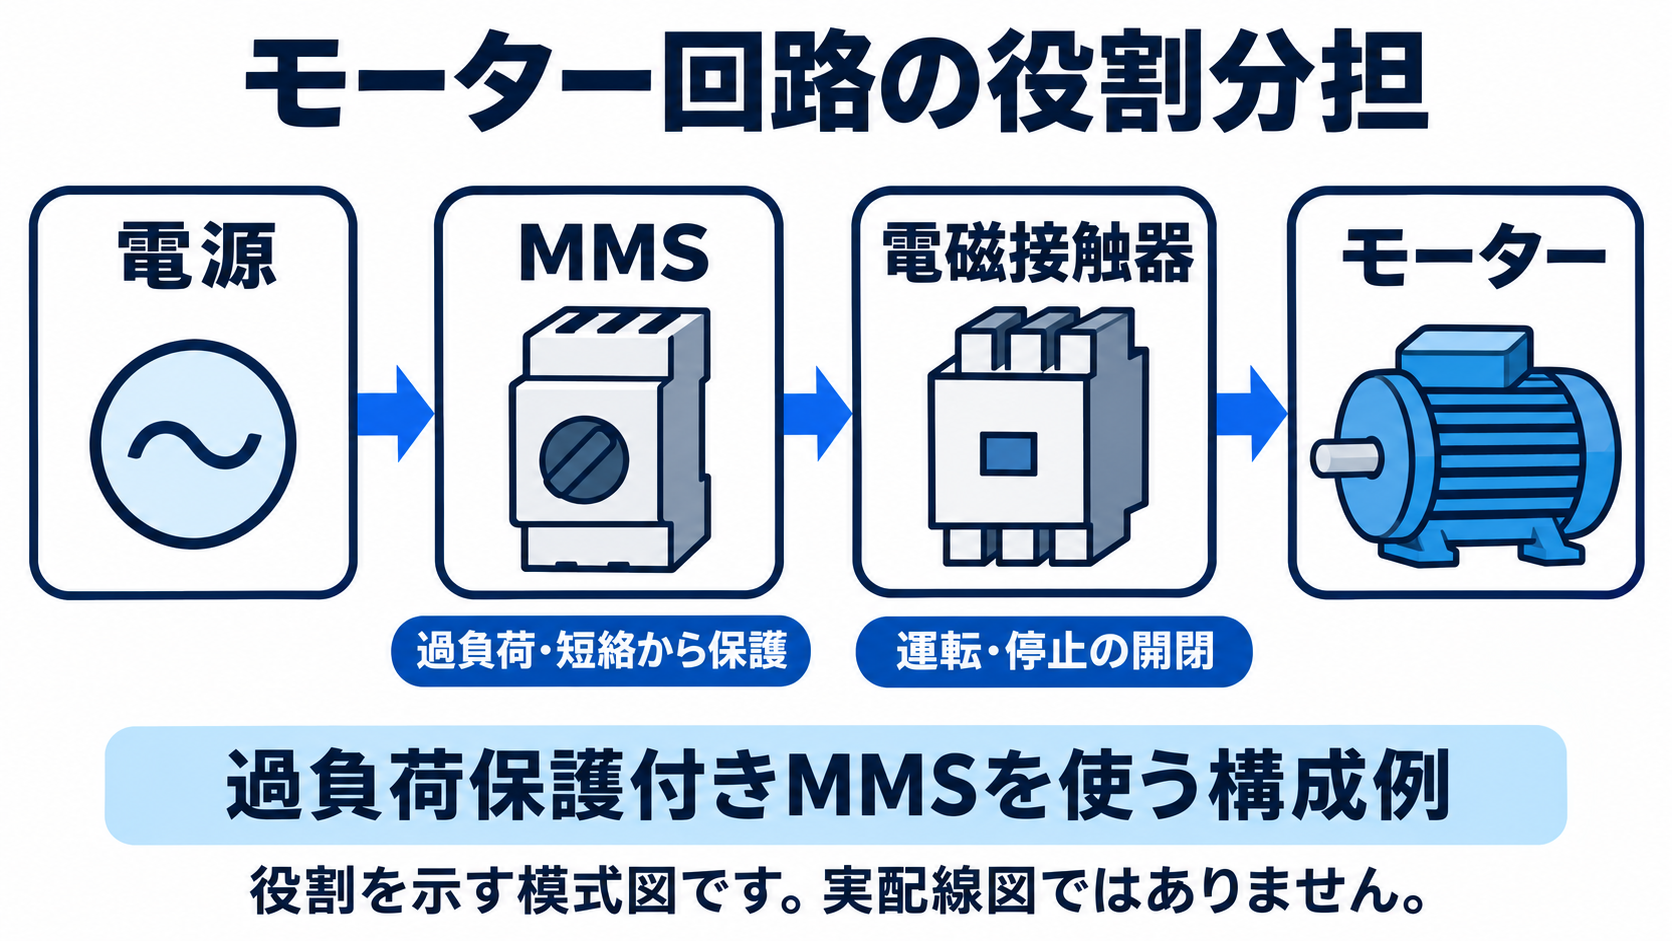 モーター回路の役割分担
電源
MMS
電磁接触器
モーター
過負荷・短絡から保護
運転・停止の開閉
過負荷保護付きMMSを使う構成例
役割を示す模式図です。実配線図ではありません。